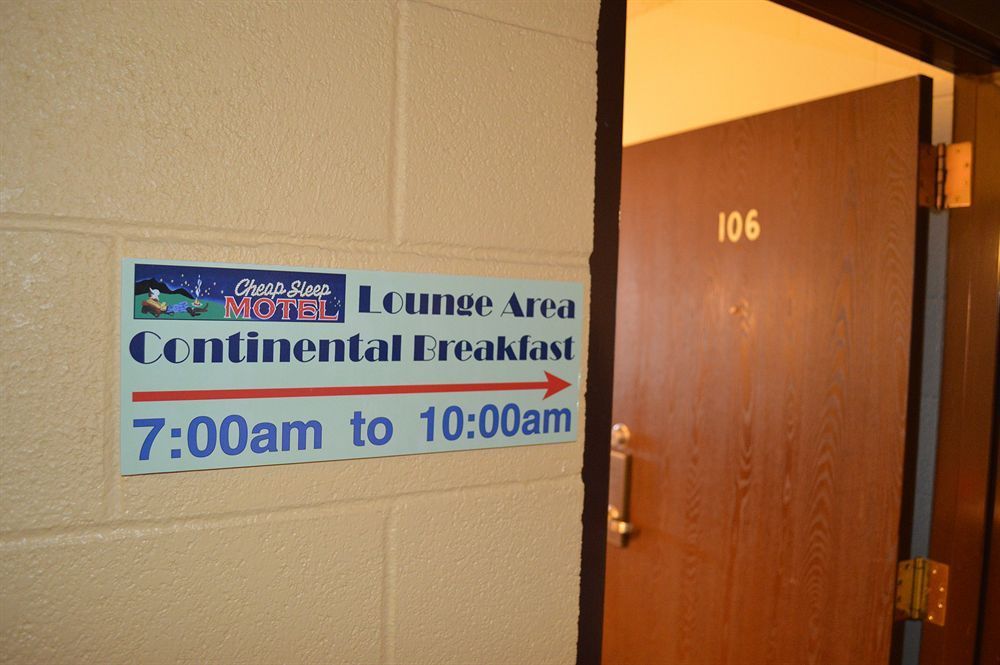 Cheap Sleep
MOTEL
Lounge Area
Continental Breakfast
7:00am to 10:00am
106